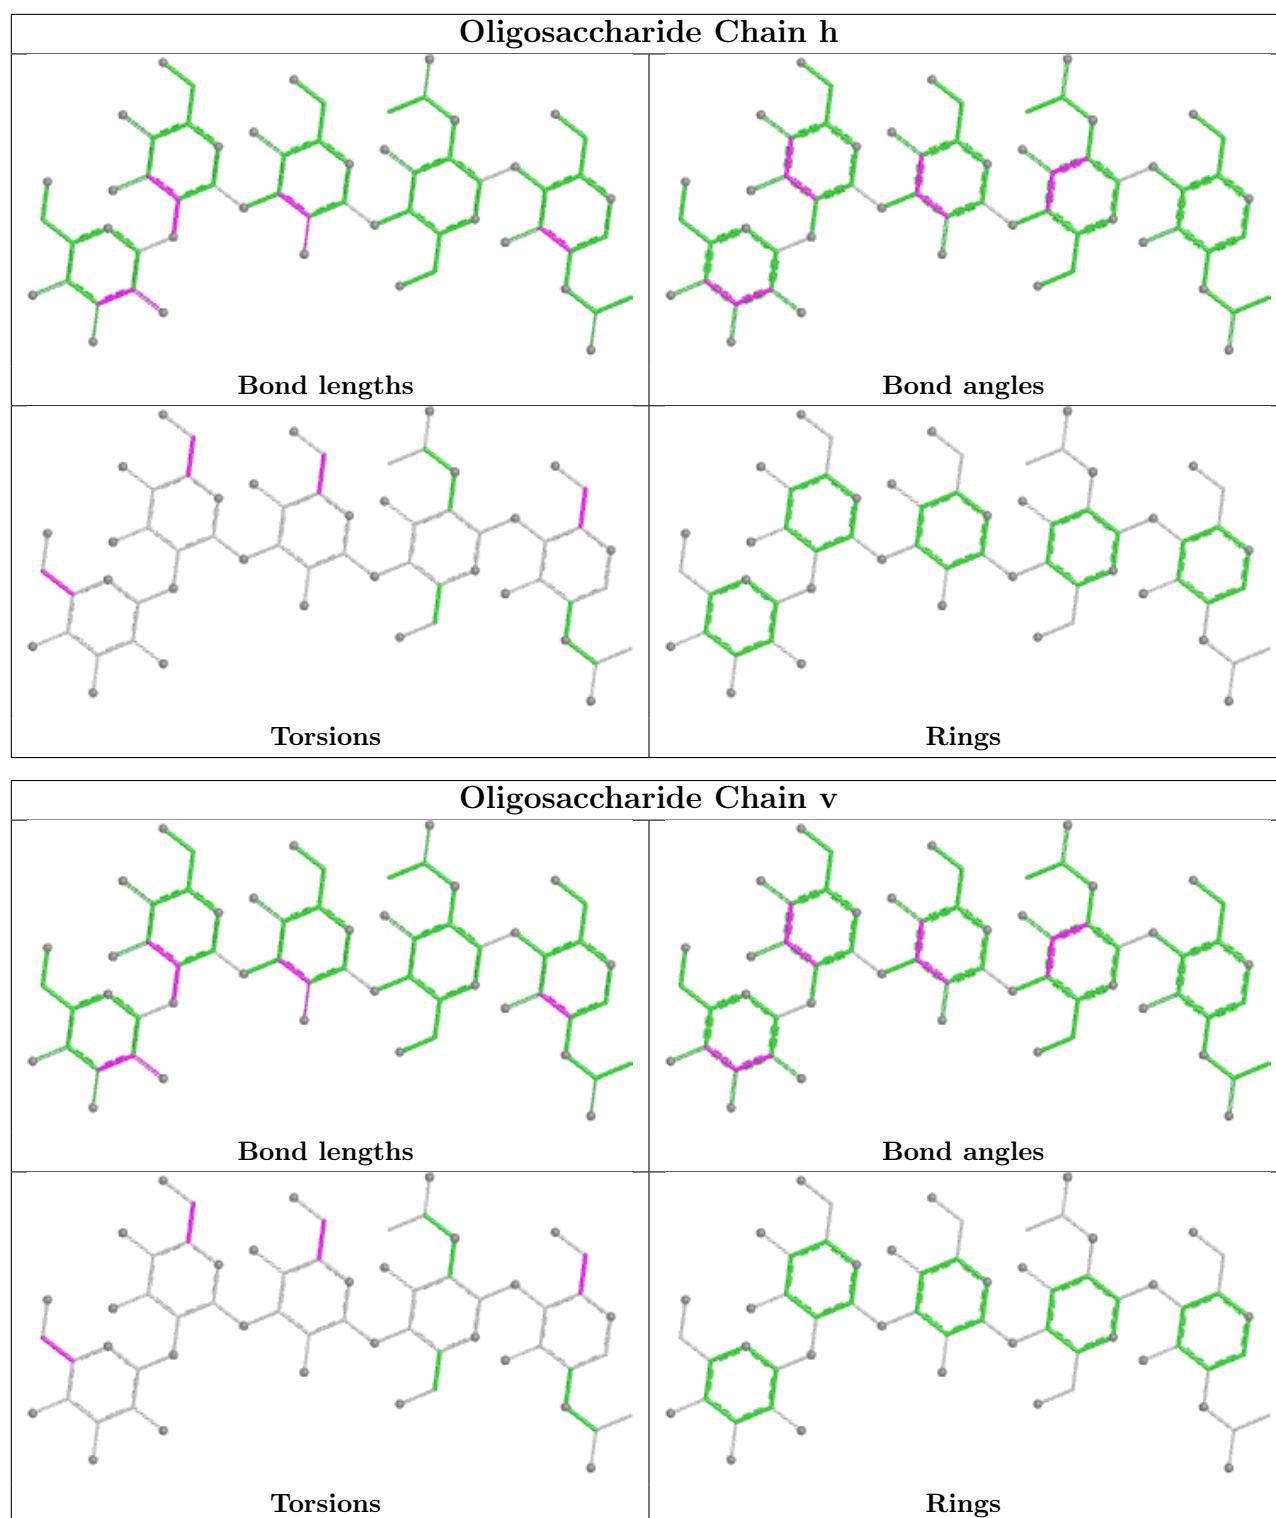 Oligosaccharide Chain h
Bond lengths
Bond angles
Torsions
Rings
Oligosaccharide Chain v
Bond lengths
Bond angles
Torsions
Rings